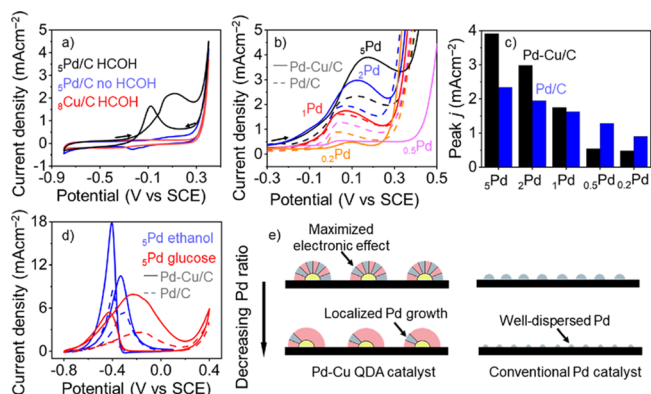 a)
5Pd/C HCOH
5Pd/C no HCOH
8Cu/C HCOH
Current density (mAcm⁻²)
5
4
3
2
1
0
-1
-0.9 -0.5 -0.1 0.3
Potential (V vs SCE)
b)
5Pd
2Pd
Pd-Cu/C
Pd/C
1Pd
0.2Pd
0.5Pd
Current density (mAcm⁻²)
5
4
3
2
1
0
-0.3 -0.1 0.1 0.3 0.5
Potential (V vs SCE)
c)
Pd-Cu/C
Pd/C
Peak j (mAcm⁻²)
4
3
2
1
0
5Pd 2Pd 1Pd 0.5Pd 0.2Pd
d)
5Pd ethanol
5Pd glucose
Pd-Cu/C
Pd/C
Current density (mAcm⁻²)
18
12
6
0
-0.8 -0.4 0.0 0.4
Potential (V vs SCE)
e)
Decreasing Pd ratio
Maximized
electronic effect
Localized Pd growth
Pd-Cu QDA catalyst
Well-dispersed Pd
Conventional Pd catalyst